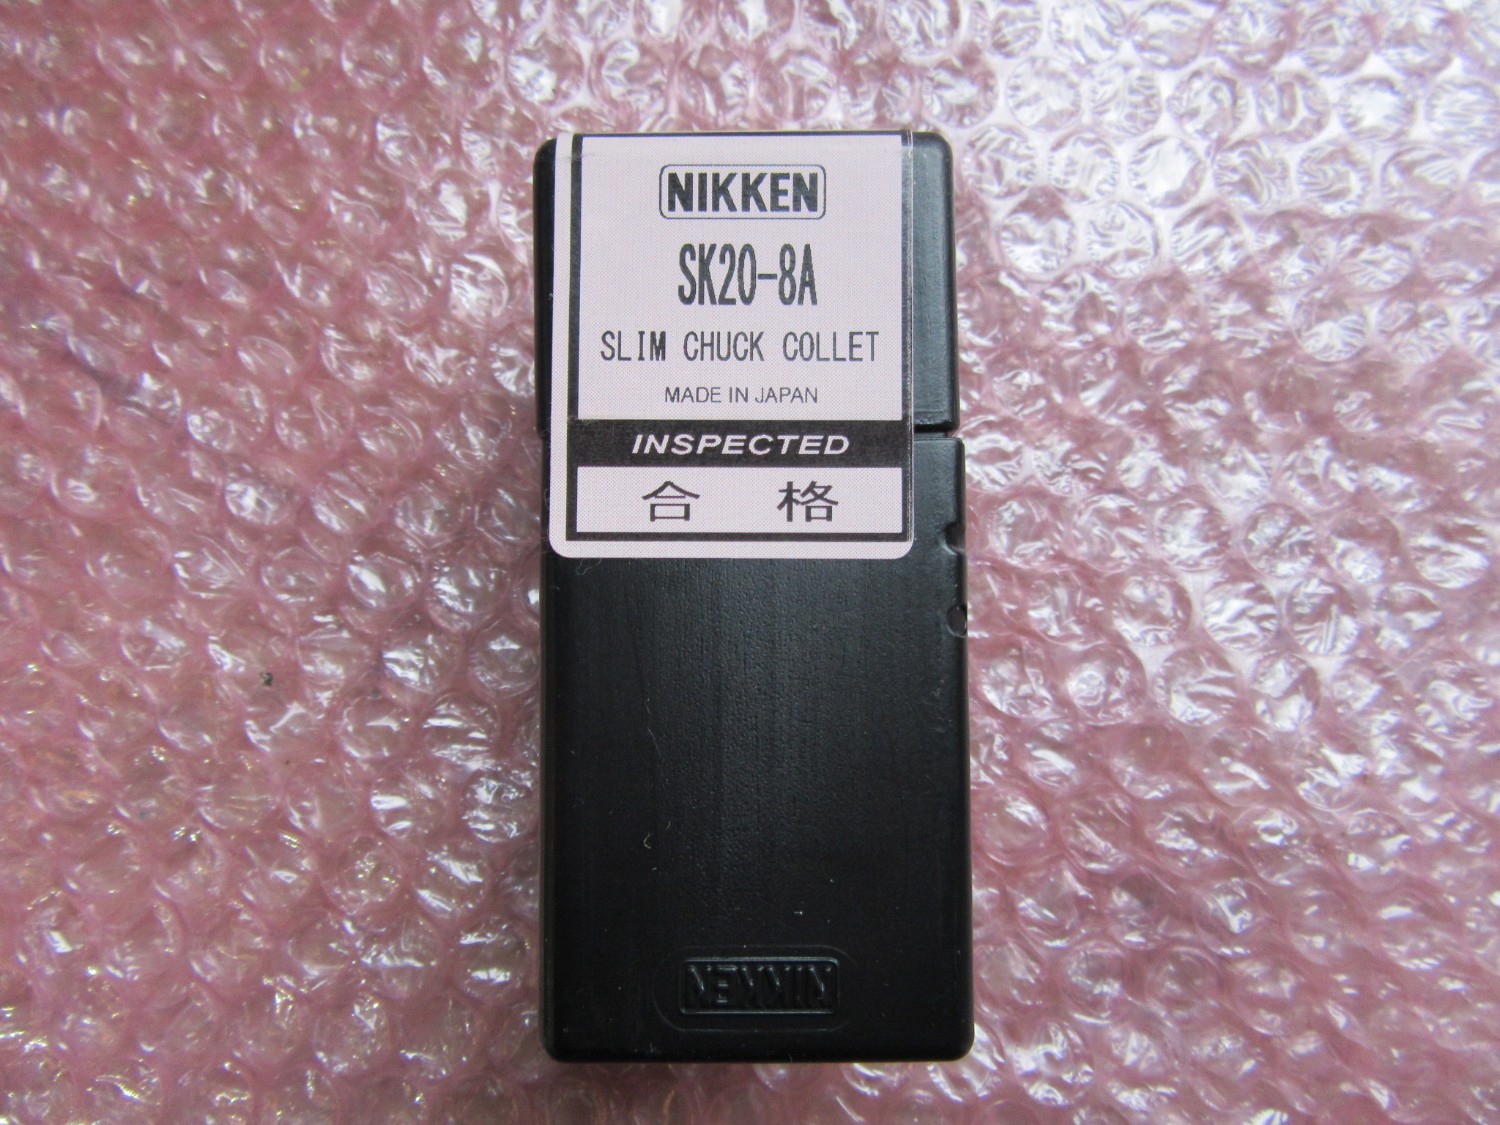 NIKKEN
SK20-8A
SLIM CHUCK COLLET
MADE IN JAPAN
INSPECTED
合 格
NIKKEN